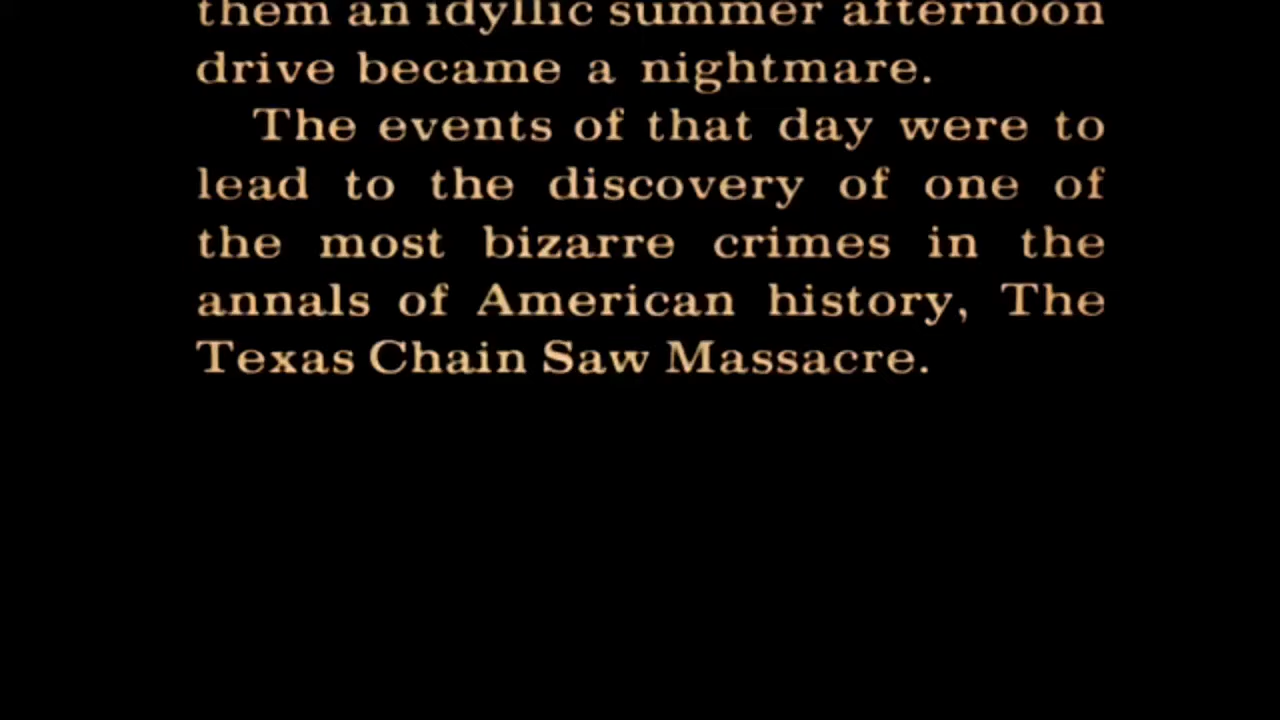 them an idyllic summer afternoon
drive became a nightmare.
The events of that day were to
lead to the discovery of one of
the most bizarre crimes in the
annals of American history, The
Texas Chain Saw Massacre.